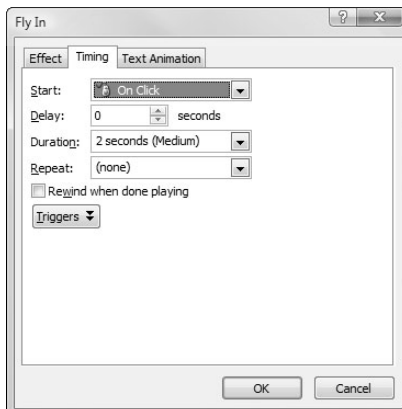 Fly In
Effect Timing Text Animation
Start: On Click
Delay: 0 seconds
Duration: 2 seconds (Medium)
Repeat: (none)
Rewind when done playing
Triggers
OK Cancel